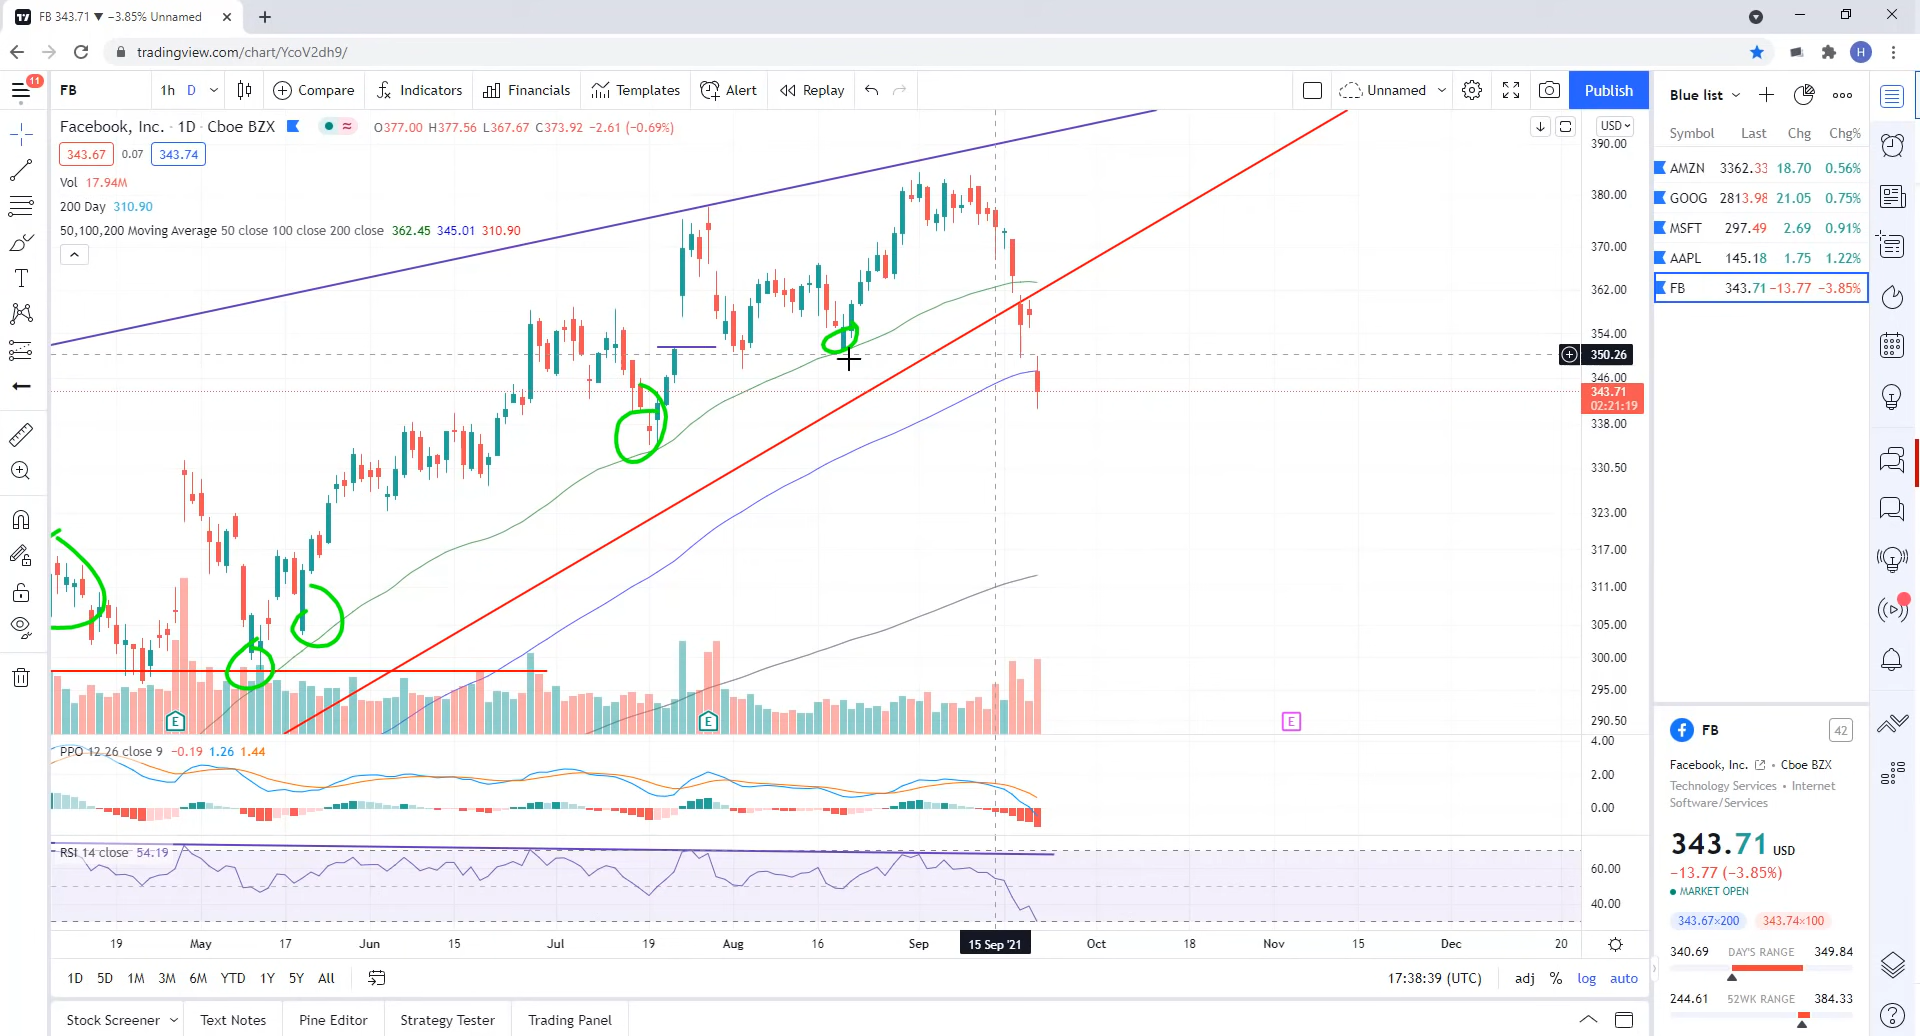 FB 343.71 ▼ −3.85% Unnamed
tradingview.com/chart/YcoV2dh9/
H
11
FB 1h D Compare Indicators Financials Templates Alert Replay Unnamed Publish
Facebook, Inc. · 1D · Cboe BZX O377.00 H377.56 L367.67 C373.92 −2.61 (−0.69%)
343.67 0.07 343.74
Vol 17.94M
200 Day 310.90
50,100,200 Moving Average 50 close 100 close 200 close 362.45 345.01 310.90
USD
390.00
380.00
370.00
362.00
354.00
350.26
346.00
343.71
02:21:19
338.00
330.50
323.00
317.00
311.00
305.00
300.00
295.00
290.50
E E E
PPO 12 26 close 9 −0.19 1.26 1.44
4.00
2.00
0.00
RSI 14 close 54.19
60.00
40.00
19 May 17 Jun 15 Jul 19 Aug 16 Sep 15 Sep '21 Oct 18 Nov 15 Dec 20
1D 5D 1M 3M 6M YTD 1Y 5Y All 17:38:39 (UTC) adj % log auto
Stock Screener Text Notes Pine Editor Strategy Tester Trading Panel
Blue list
Symbol Last Chg Chg%
AMZN 3362.33 18.70 0.56%
GOOG 2813.98 21.05 0.75%
MSFT 297.49 2.69 0.91%
AAPL 145.18 1.75 1.22%
FB 343.71 −13.77 −3.85%
FB 42
Facebook, Inc. • Cboe BZX
Technology Services • Internet
Software/Services
343.71 USD
−13.77 (−3.85%)
MARKET OPEN
343.67×200 343.74×100
340.69 DAY'S RANGE 349.84
244.61 52WK RANGE 384.33